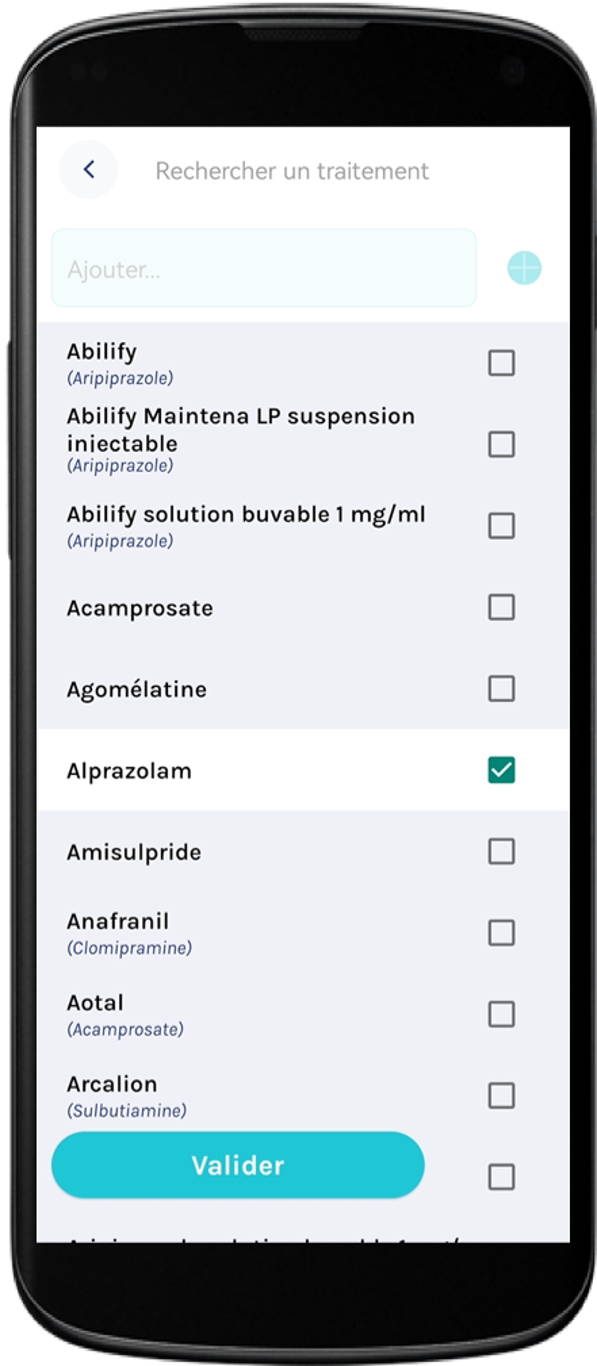 Rechercher un traitement
Ajouter...
Abilify
(Aripiprazole)
Abilify Maintena LP suspension
injectable
(Aripiprazole)
Abilify solution buvable 1 mg/ml
(Aripiprazole)
Acamprosate
Agomélatine
Alprazolam
Amisulpride
Anafranil
(Clomipramine)
Aotal
(Acamprosate)
Arcalion
(Sulbutiamine)
Valider